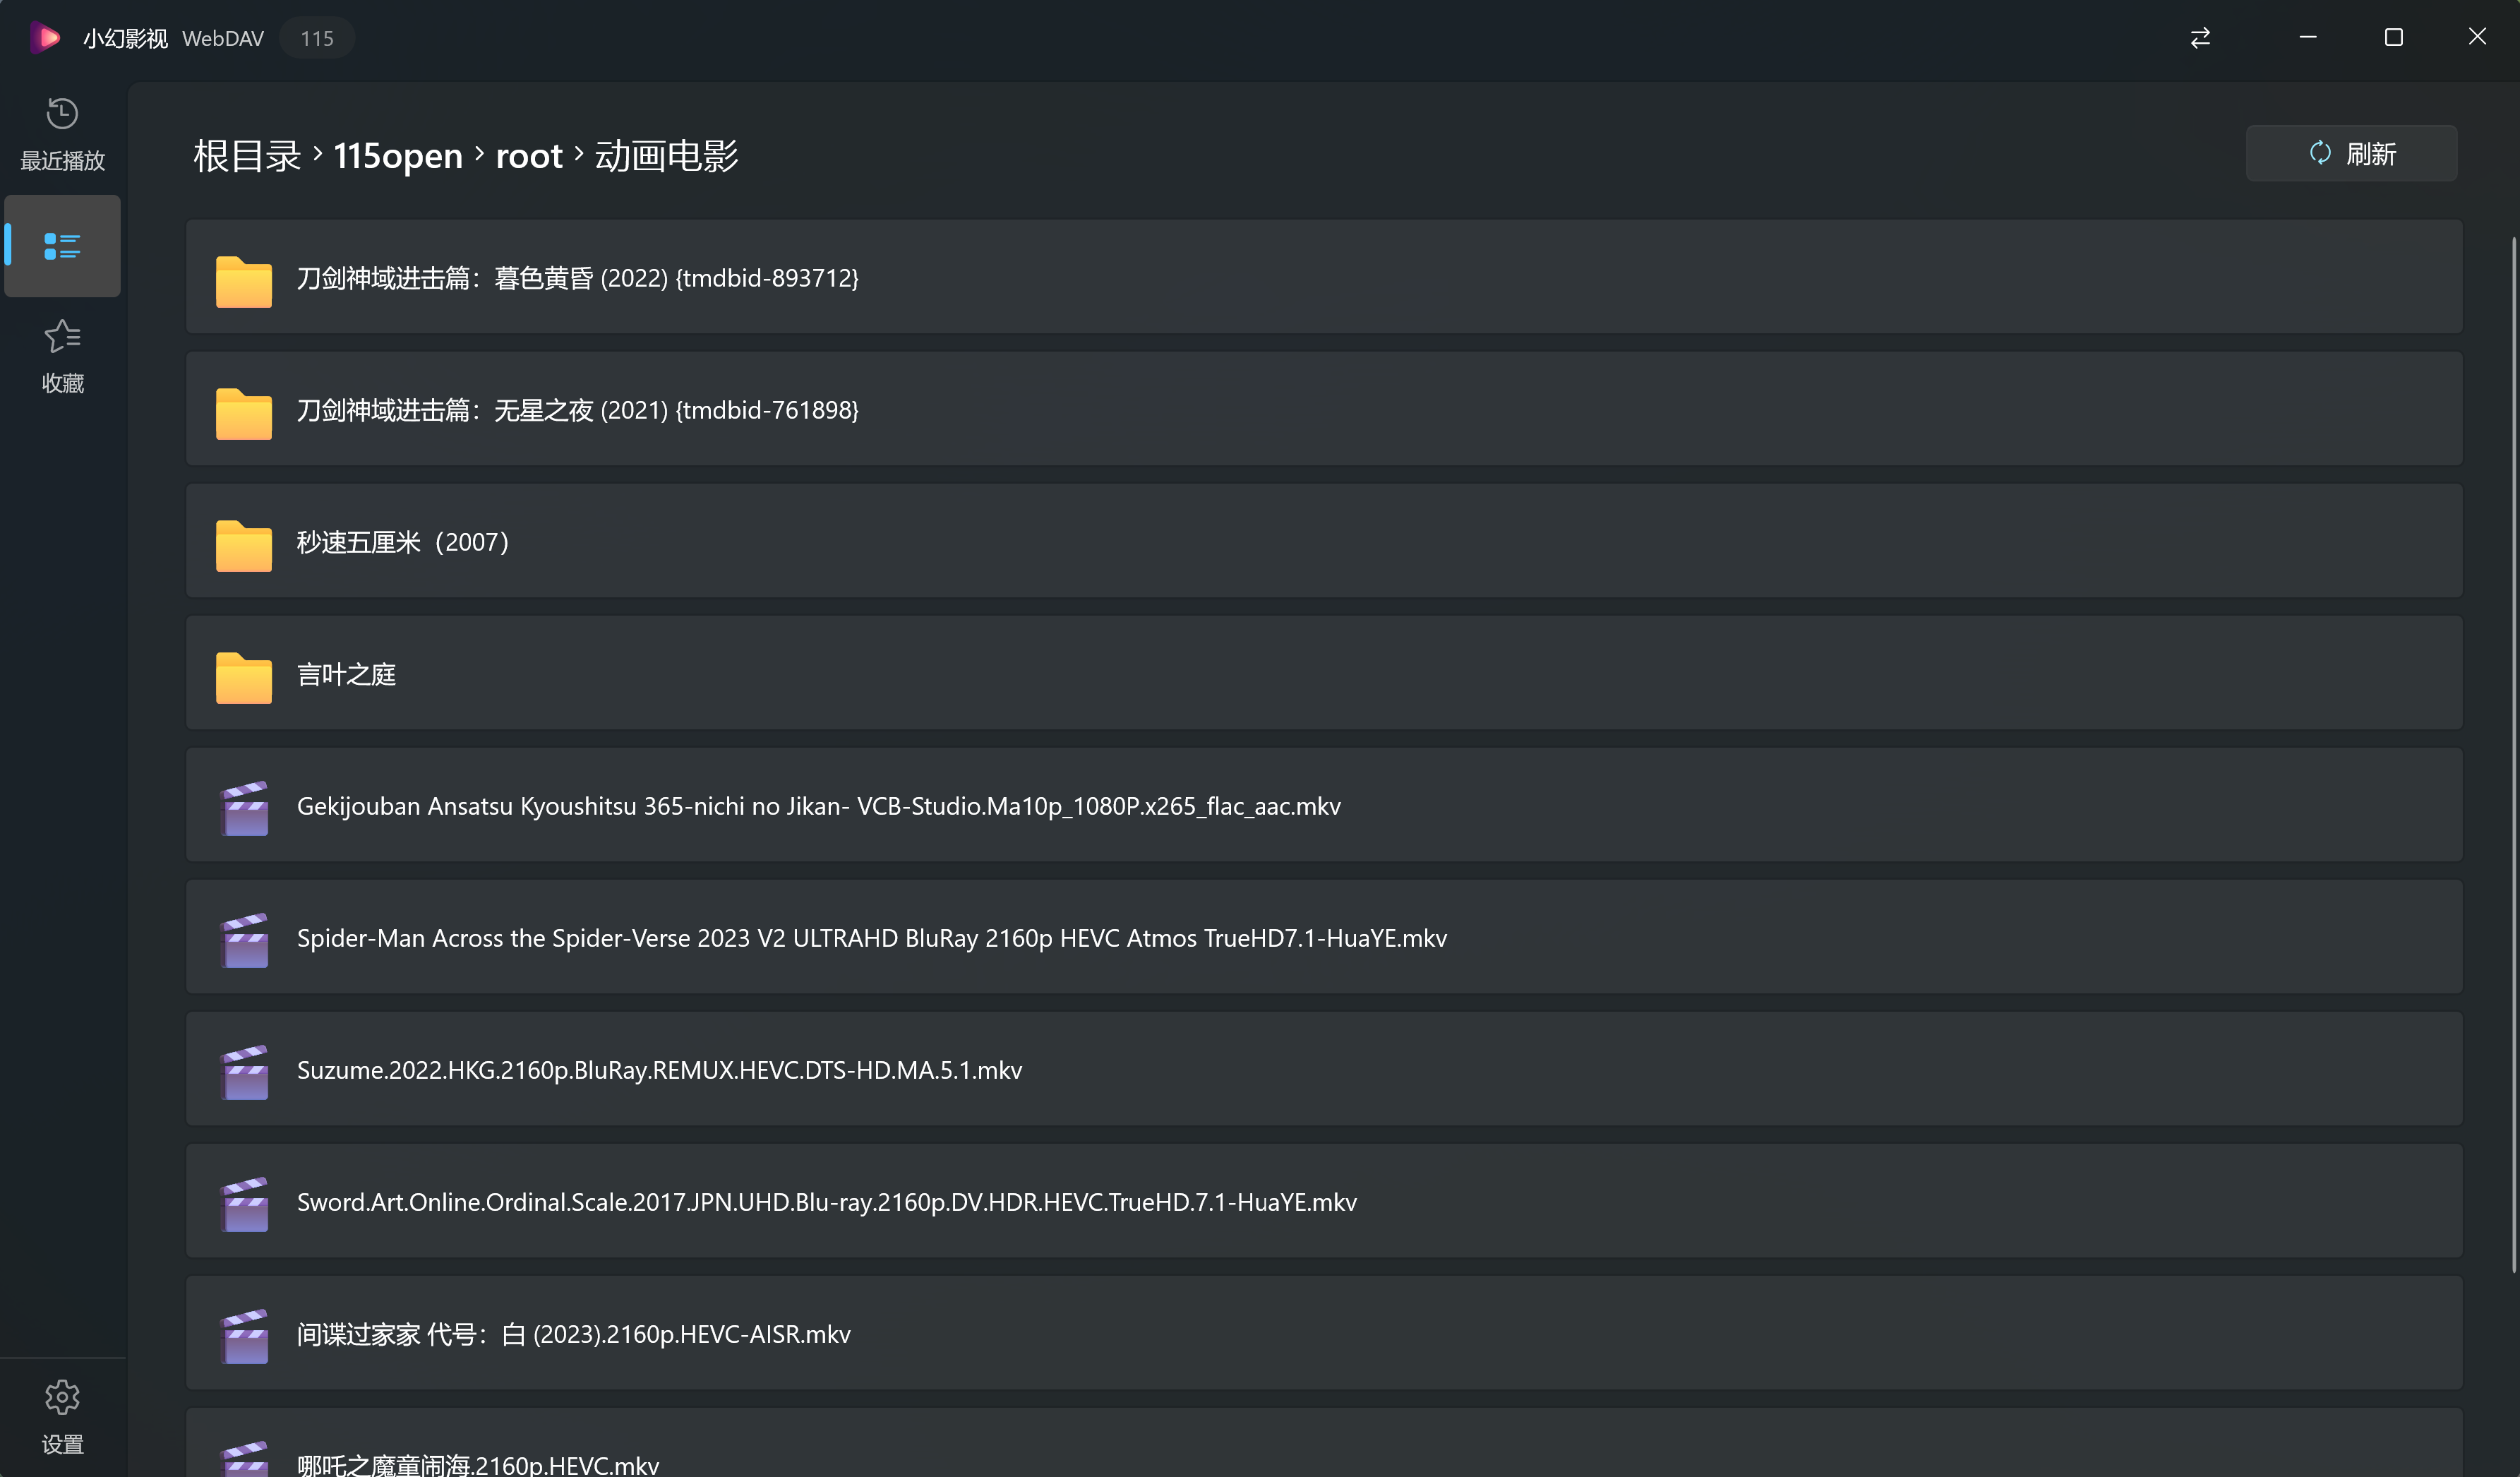 小幻影视 WebDAV 115
最近播放
收藏
设置
根目录 > 115open > root > 动画电影
刷新
刀剑神域进击篇：暮色黄昏 (2022) {tmdbid-893712}
刀剑神域进击篇：无星之夜 (2021) {tmdbid-761898}
秒速五厘米（2007）
言叶之庭
Gekijouban Ansatsu Kyoushitsu 365-nichi no Jikan- VCB-Studio.Ma10p_1080P.x265_flac_aac.mkv
Spider-Man Across the Spider-Verse 2023 V2 ULTRAHD BluRay 2160p HEVC Atmos TrueHD7.1-HuaYE.mkv
Suzume.2022.HKG.2160p.BluRay.REMUX.HEVC.DTS-HD.MA.5.1.mkv
Sword.Art.Online.Ordinal.Scale.2017.JPN.UHD.Blu-ray.2160p.DV.HDR.HEVC.TrueHD.7.1-HuaYE.mkv
间谍过家家 代号：白 (2023).2160p.HEVC-AISR.mkv
哪吒之魔童闹海.2160p.HEVC.mkv